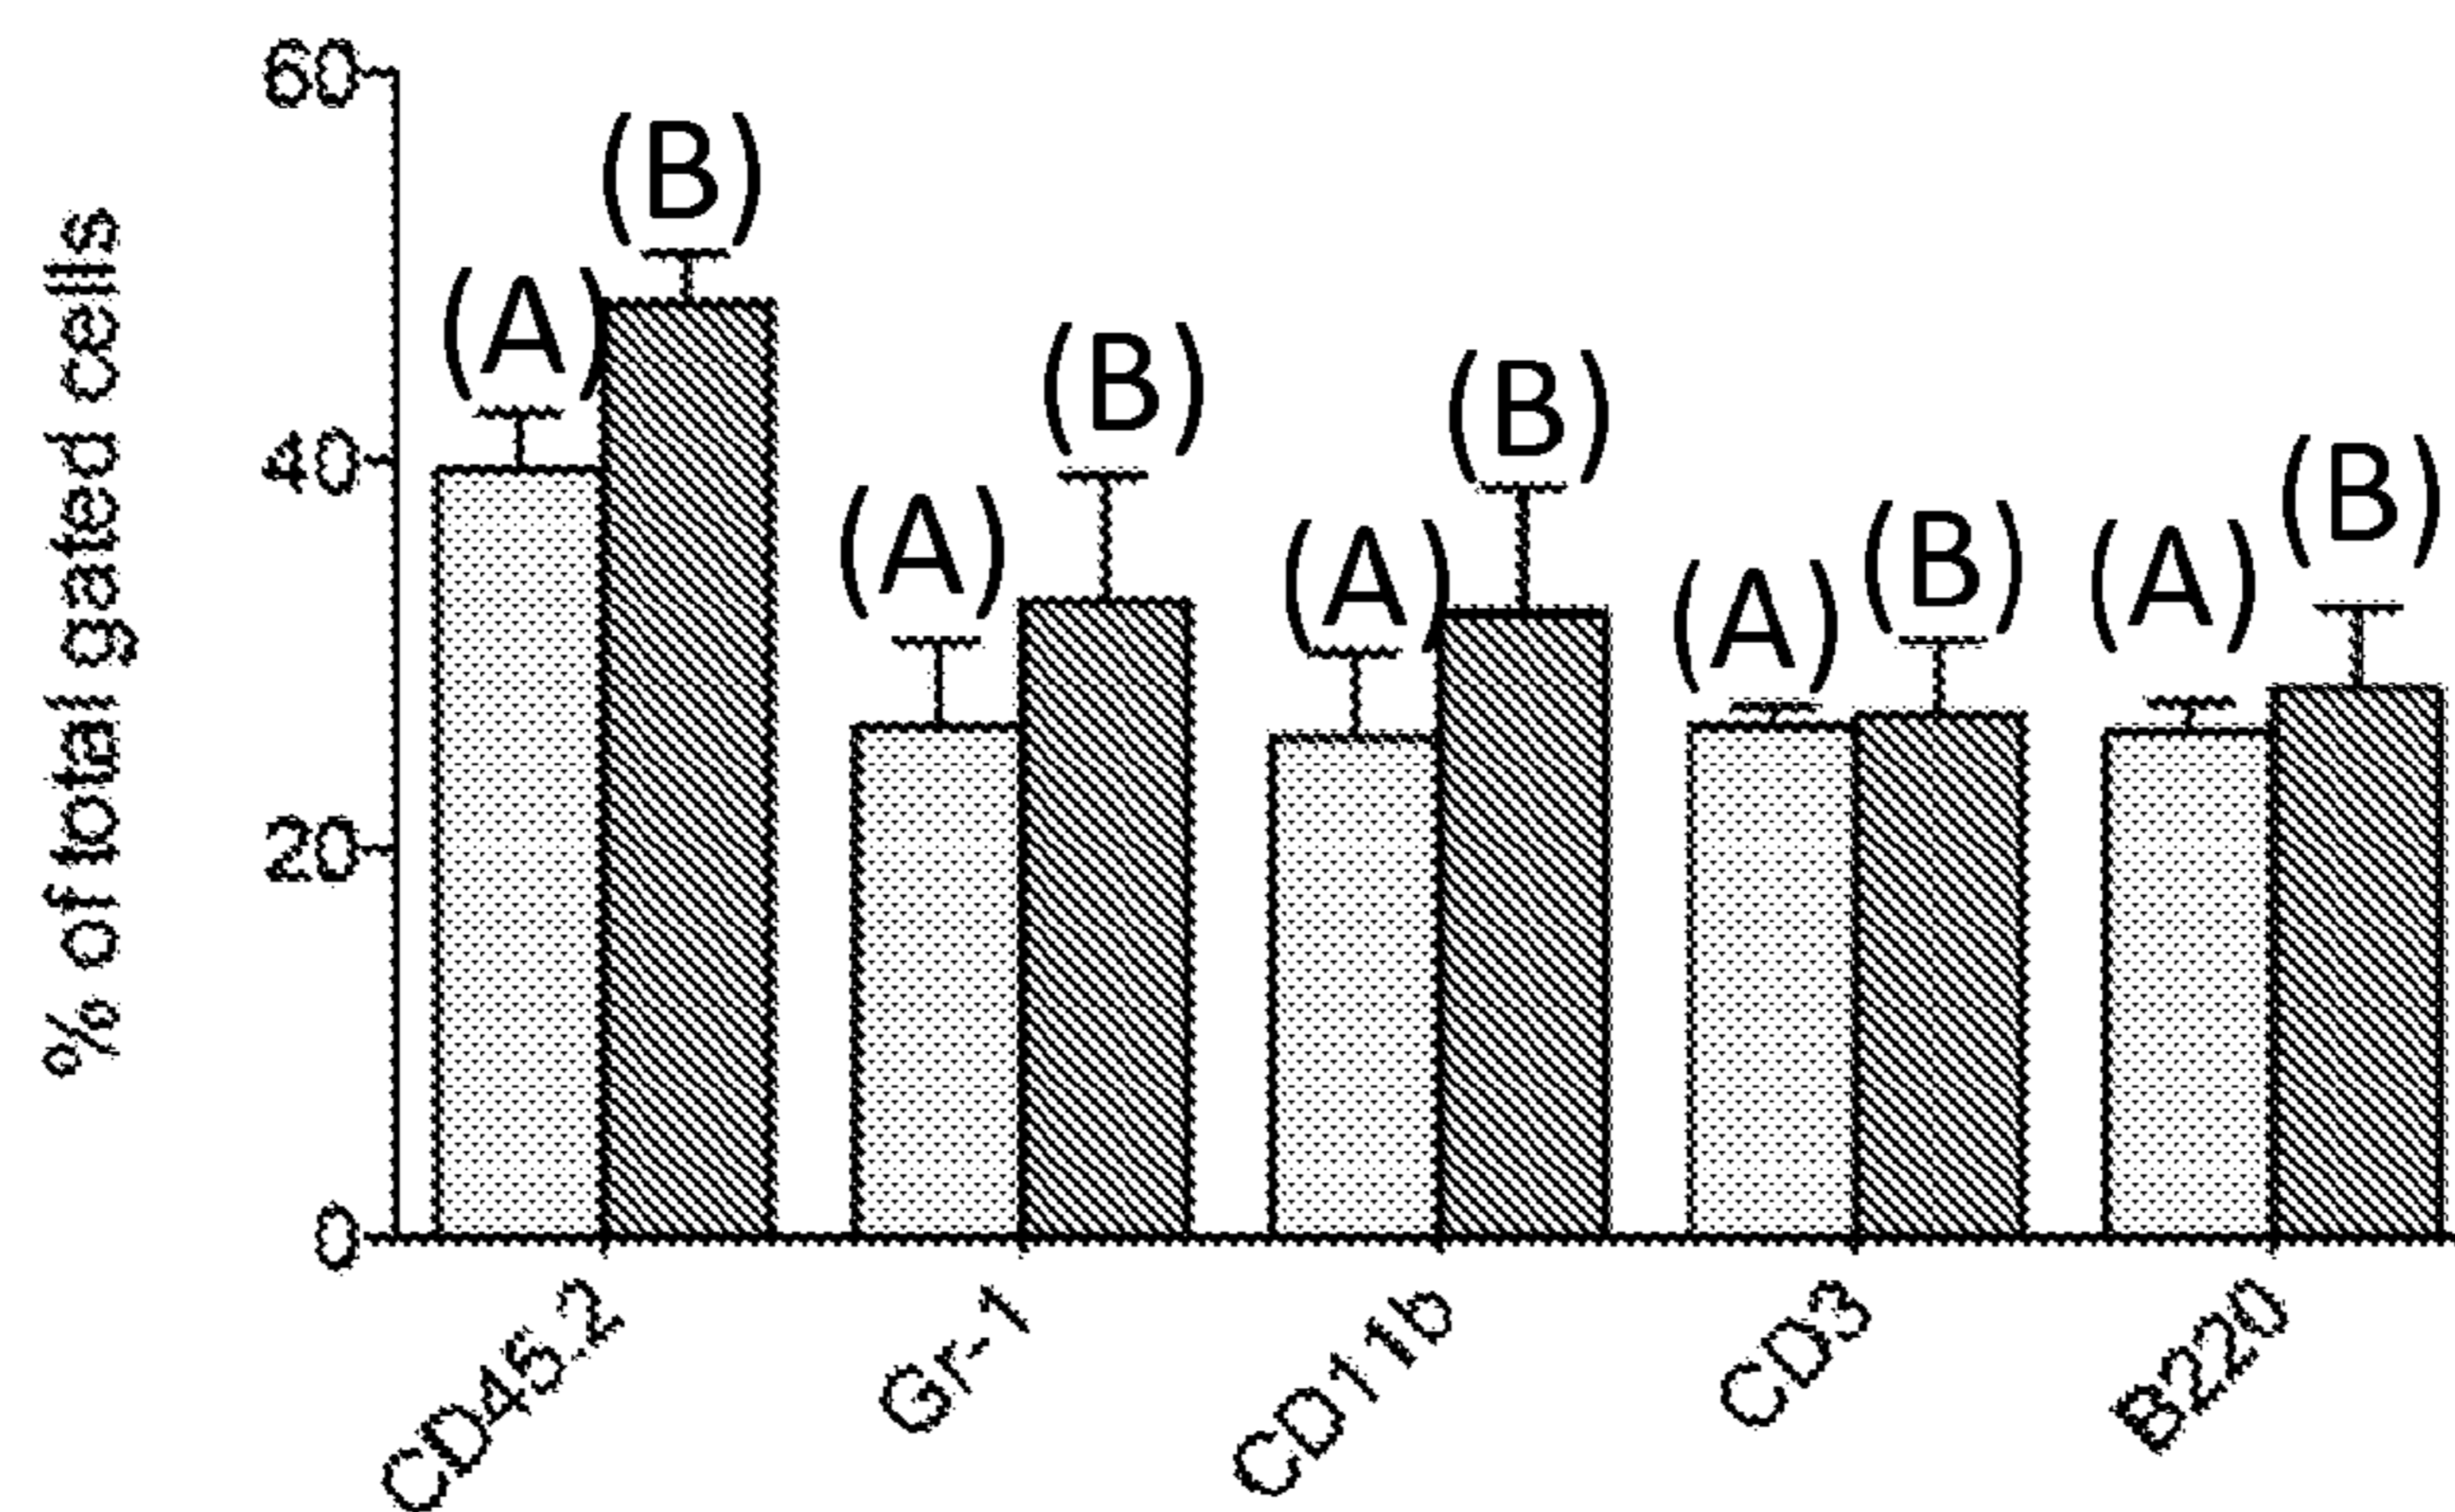 % of total gated cells
60
40
20
0
(A) (B)
(A) (B)
(A) (B)
(A) (B)
(A) (B)
CD45.2
Gr-1
CD11b
CD3
B220